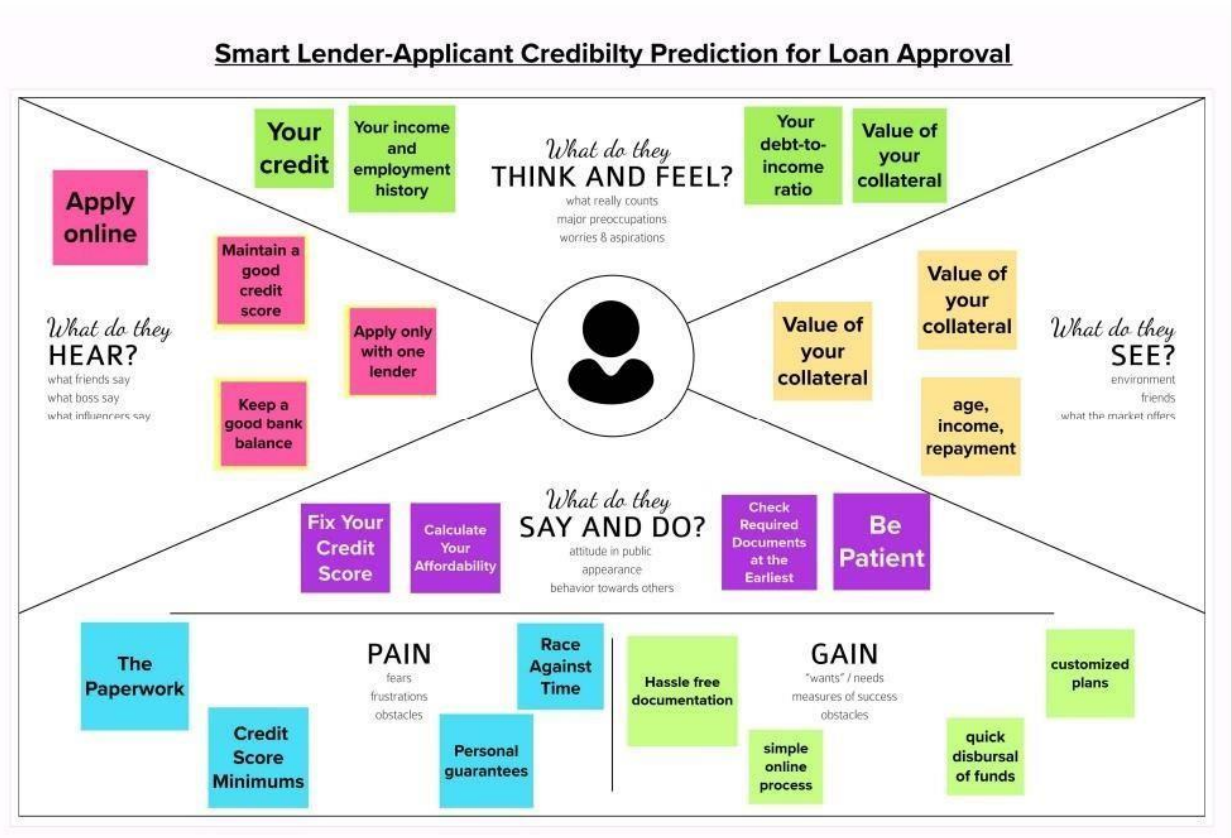 Smart Lender-Applicant Credibilty Prediction for Loan Approval
Your
credit
Your income
and
employment
history
What do they
THINK AND FEEL?
what really counts
major preoccupations
worries & aspirations
Your
debt-to-
income
ratio
Value of
your
collateral
Apply
online
Maintain a
good
credit
score
Apply only
with one
lender
Keep a
good bank
balance
What do they
HEAR?
what friends say
what boss say
what influencers say
Value of
your
collateral
Value of
your
collateral
age,
income,
repayment
What do they
SEE?
environment
friends
what the market offers
Fix Your
Credit
Score
Calculate
Your
Affordability
What do they
SAY AND DO?
attitude in public
appearance
behavior towards others
Check
Required
Documents
at the
Earliest
Be
Patient
The
Paperwork
Credit
Score
Minimums
PAIN
fears
frustrations
obstacles
Race
Against
Time
Personal
guarantees
Hassle free
documentation
GAIN
"wants" / needs
measures of success
obstacles
simple
online
process
quick
disbursal
of funds
customized
plans